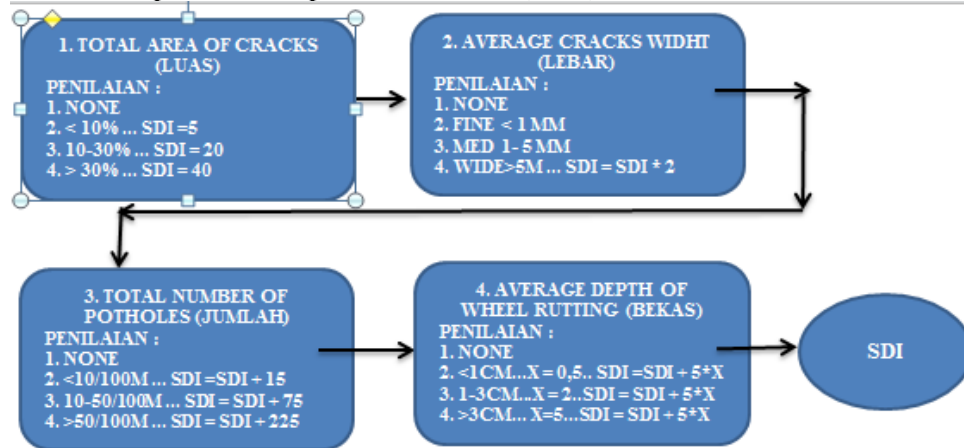 1. TOTAL AREA OF CRACKS
(LUAS)
PENILAIAN :
1. NONE
2. < 10% ... SDI =5
3. 10-30% ... SDI = 20
4. > 30% ... SDI = 40
2. AVERAGE CRACKS WIDHT
(LEBAR)
PENILAIAN :
1. NONE
2. FINE < 1 MM
3. MED 1- 5 MM
4. WIDE>5M ... SDI = SDI * 2
3. TOTAL NUMBER OF
POTHOLES (JUMLAH)
PENILAIAN :
1. NONE
2. <10/100M ... SDI =SDI + 15
3. 10-50/100M ... SDI = SDI + 75
4. >50/100M ... SDI = SDI + 225
4. AVERAGE DEPTH OF
WHEEL RUTTING (BEKAS)
PENILAIAN :
1. NONE
2. <1CM...X = 0,5.. SDI =SDI + 5*X
3. 1-3CM...X = 2..SDI = SDI + 5*X
4. >3CM... X=5...SDI = SDI + 5*X
SDI